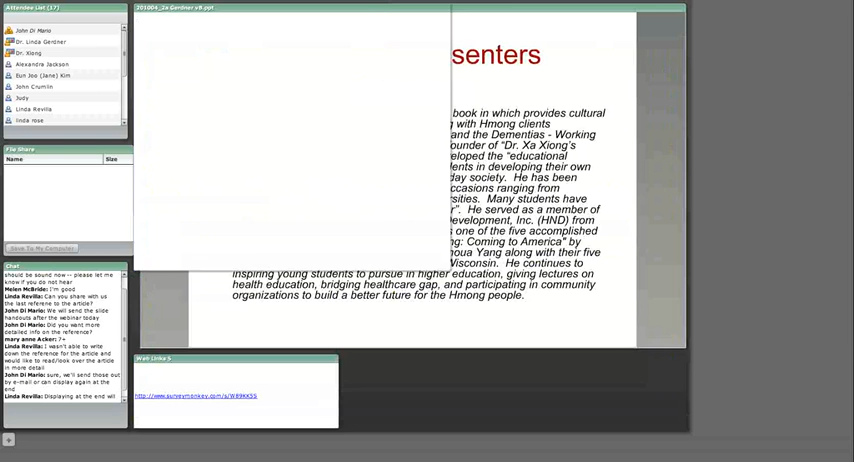 Attendee List (17)
John Di Mario
Dr. Linda Gerdner
Dr. Xiong
Alexandra Jackson
Eun Joo (Jane) Kim
John Crumlin
Judy
Linda Revilla
linda rose
File Share
Name Size
Save To My Computer
Chat
should be sound now -- please let me
know if you do not hear
Melen McBride: I'm good
Linda Revilla: Can you share with us
the last referene to the article?
John Di Mario: We will send the slide
handouts after the webinar today
John Di Mario: Did you want more
detailed info on the reference?
mary anne Acker: 7+
Linda Revilla: I wasn't able to write
down the reference for the article and
would like to read/look over the article
in more detail
John Di Mario: sure, we'll send those out
by e-mail or can display again at the
end
Linda Revilla: Displaying at the end will
201004_2a Gerdner v8.ppt
senters
book in which provides cultural
g with Hmong clients
and the Dementias - Working
ounder of "Dr. Xa Xiong's
eloped the "educational
ents in developing their own
day society. He has been
ccasions ranging from
rsities. Many students have
r". He served as a member of
evelopment, Inc. (HND) from
s one of the five accomplished
ng: Coming to America" by
houa Yang along with their five
Wisconsin. He continues to
inspiring young students to pursue in higher education, giving lectures on
health education, bridging healthcare gap, and participating in community
organizations to build a better future for the Hmong people.
Web Links 5
http://www.surveymonkey.com/s/W89KKSS